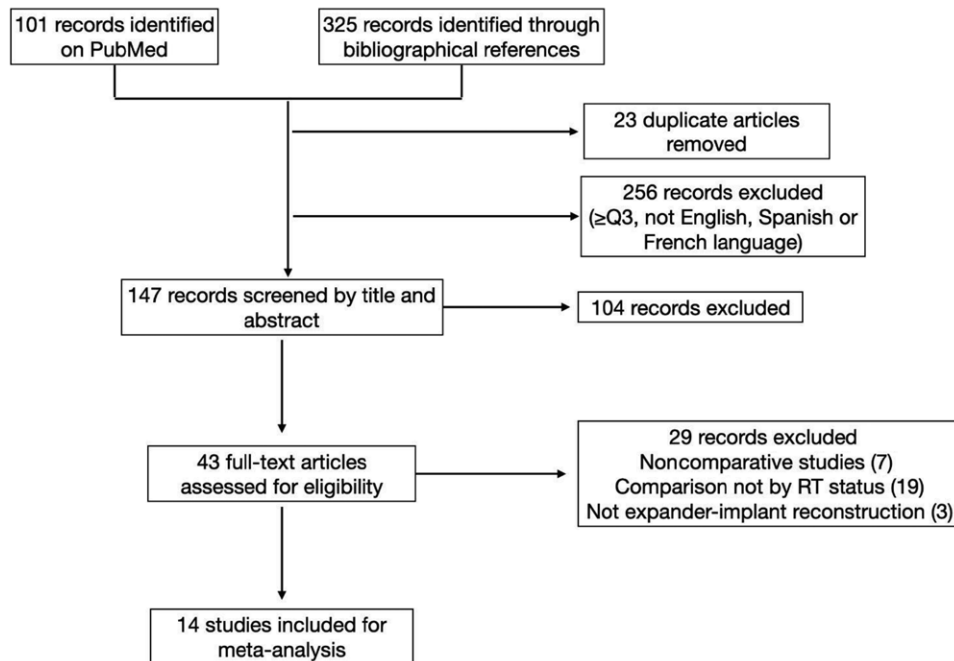 101 records identified
on PubMed
325 records identified through
bibliographical references
23 duplicate articles
removed
256 records excluded
(≥Q3, not English, Spanish or
French language)
147 records screened by title and
abstract
104 records excluded
43 full-text articles
assessed for eligibility
29 records excluded
Noncomparative studies (7)
Comparison not by RT status (19)
Not expander-implant reconstruction (3)
14 studies included for
meta-analysis